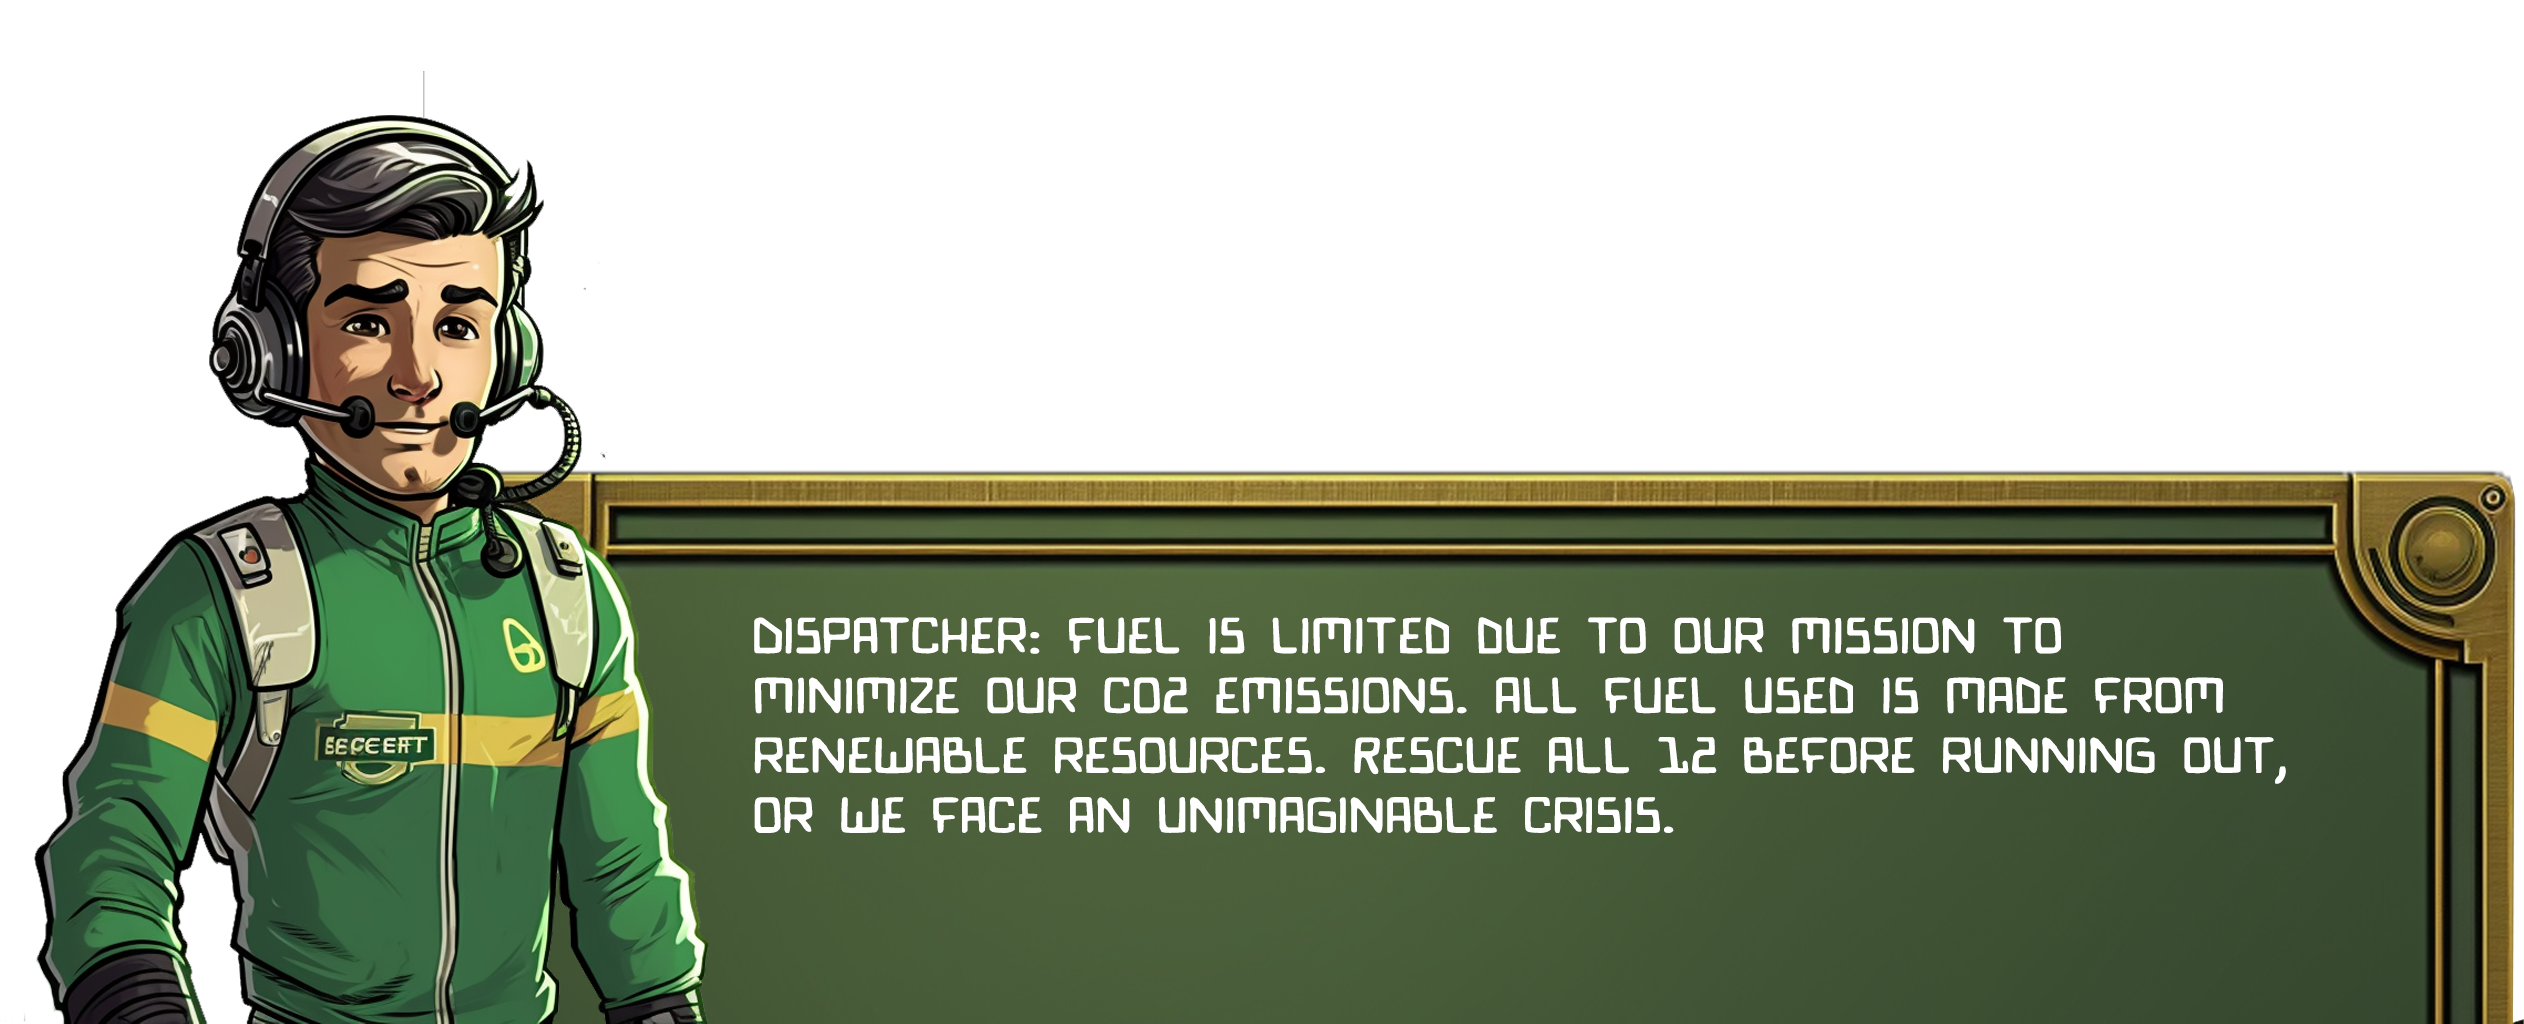 DISPATCHER: FUEL IS LIMITED DUE TO OUR MISSION TO
MINIMIZE OUR CO2 EMISSIONS. ALL FUEL USED IS MADE FROM
RENEWABLE RESOURCES. RESCUE ALL 12 BEFORE RUNNING OUT,
OR WE FACE AN UNIMAGINABLE CRISIS.